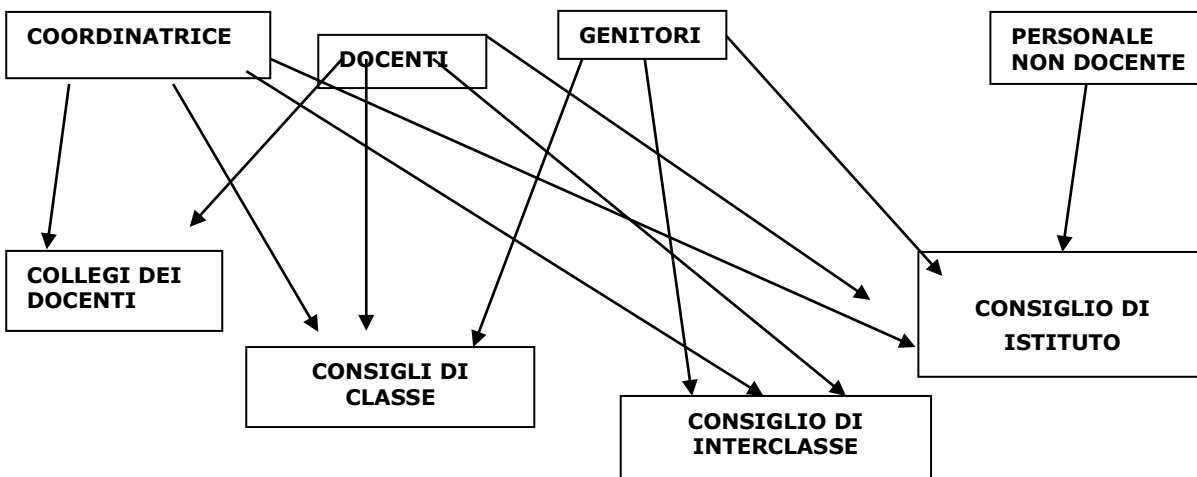 COORDINATRICE
DOCENTI
GENITORI
PERSONALE
NON DOCENTE
COLLEGI DEI
DOCENTI
CONSIGLI DI
CLASSE
CONSIGLIO DI
INTERCLASSE
CONSIGLIO DI
ISTITUTO